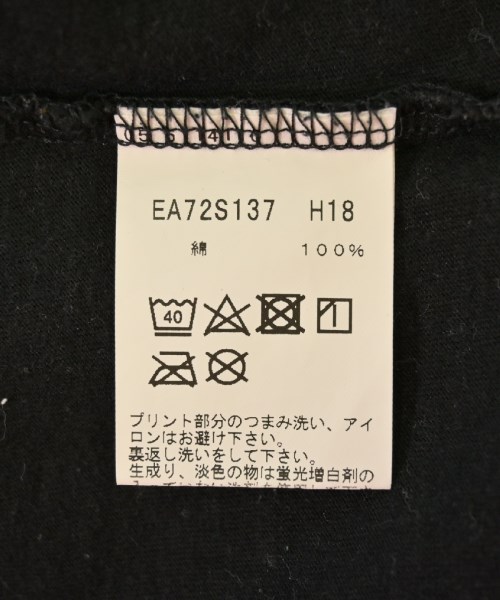 EA72S137 H18
綿 100%
40
プリント部分のつまみ洗い、アイ
ロンはお避け下さい。
裏返し洗いをして下さい。
生成り、淡色の物は蛍光増白剤の